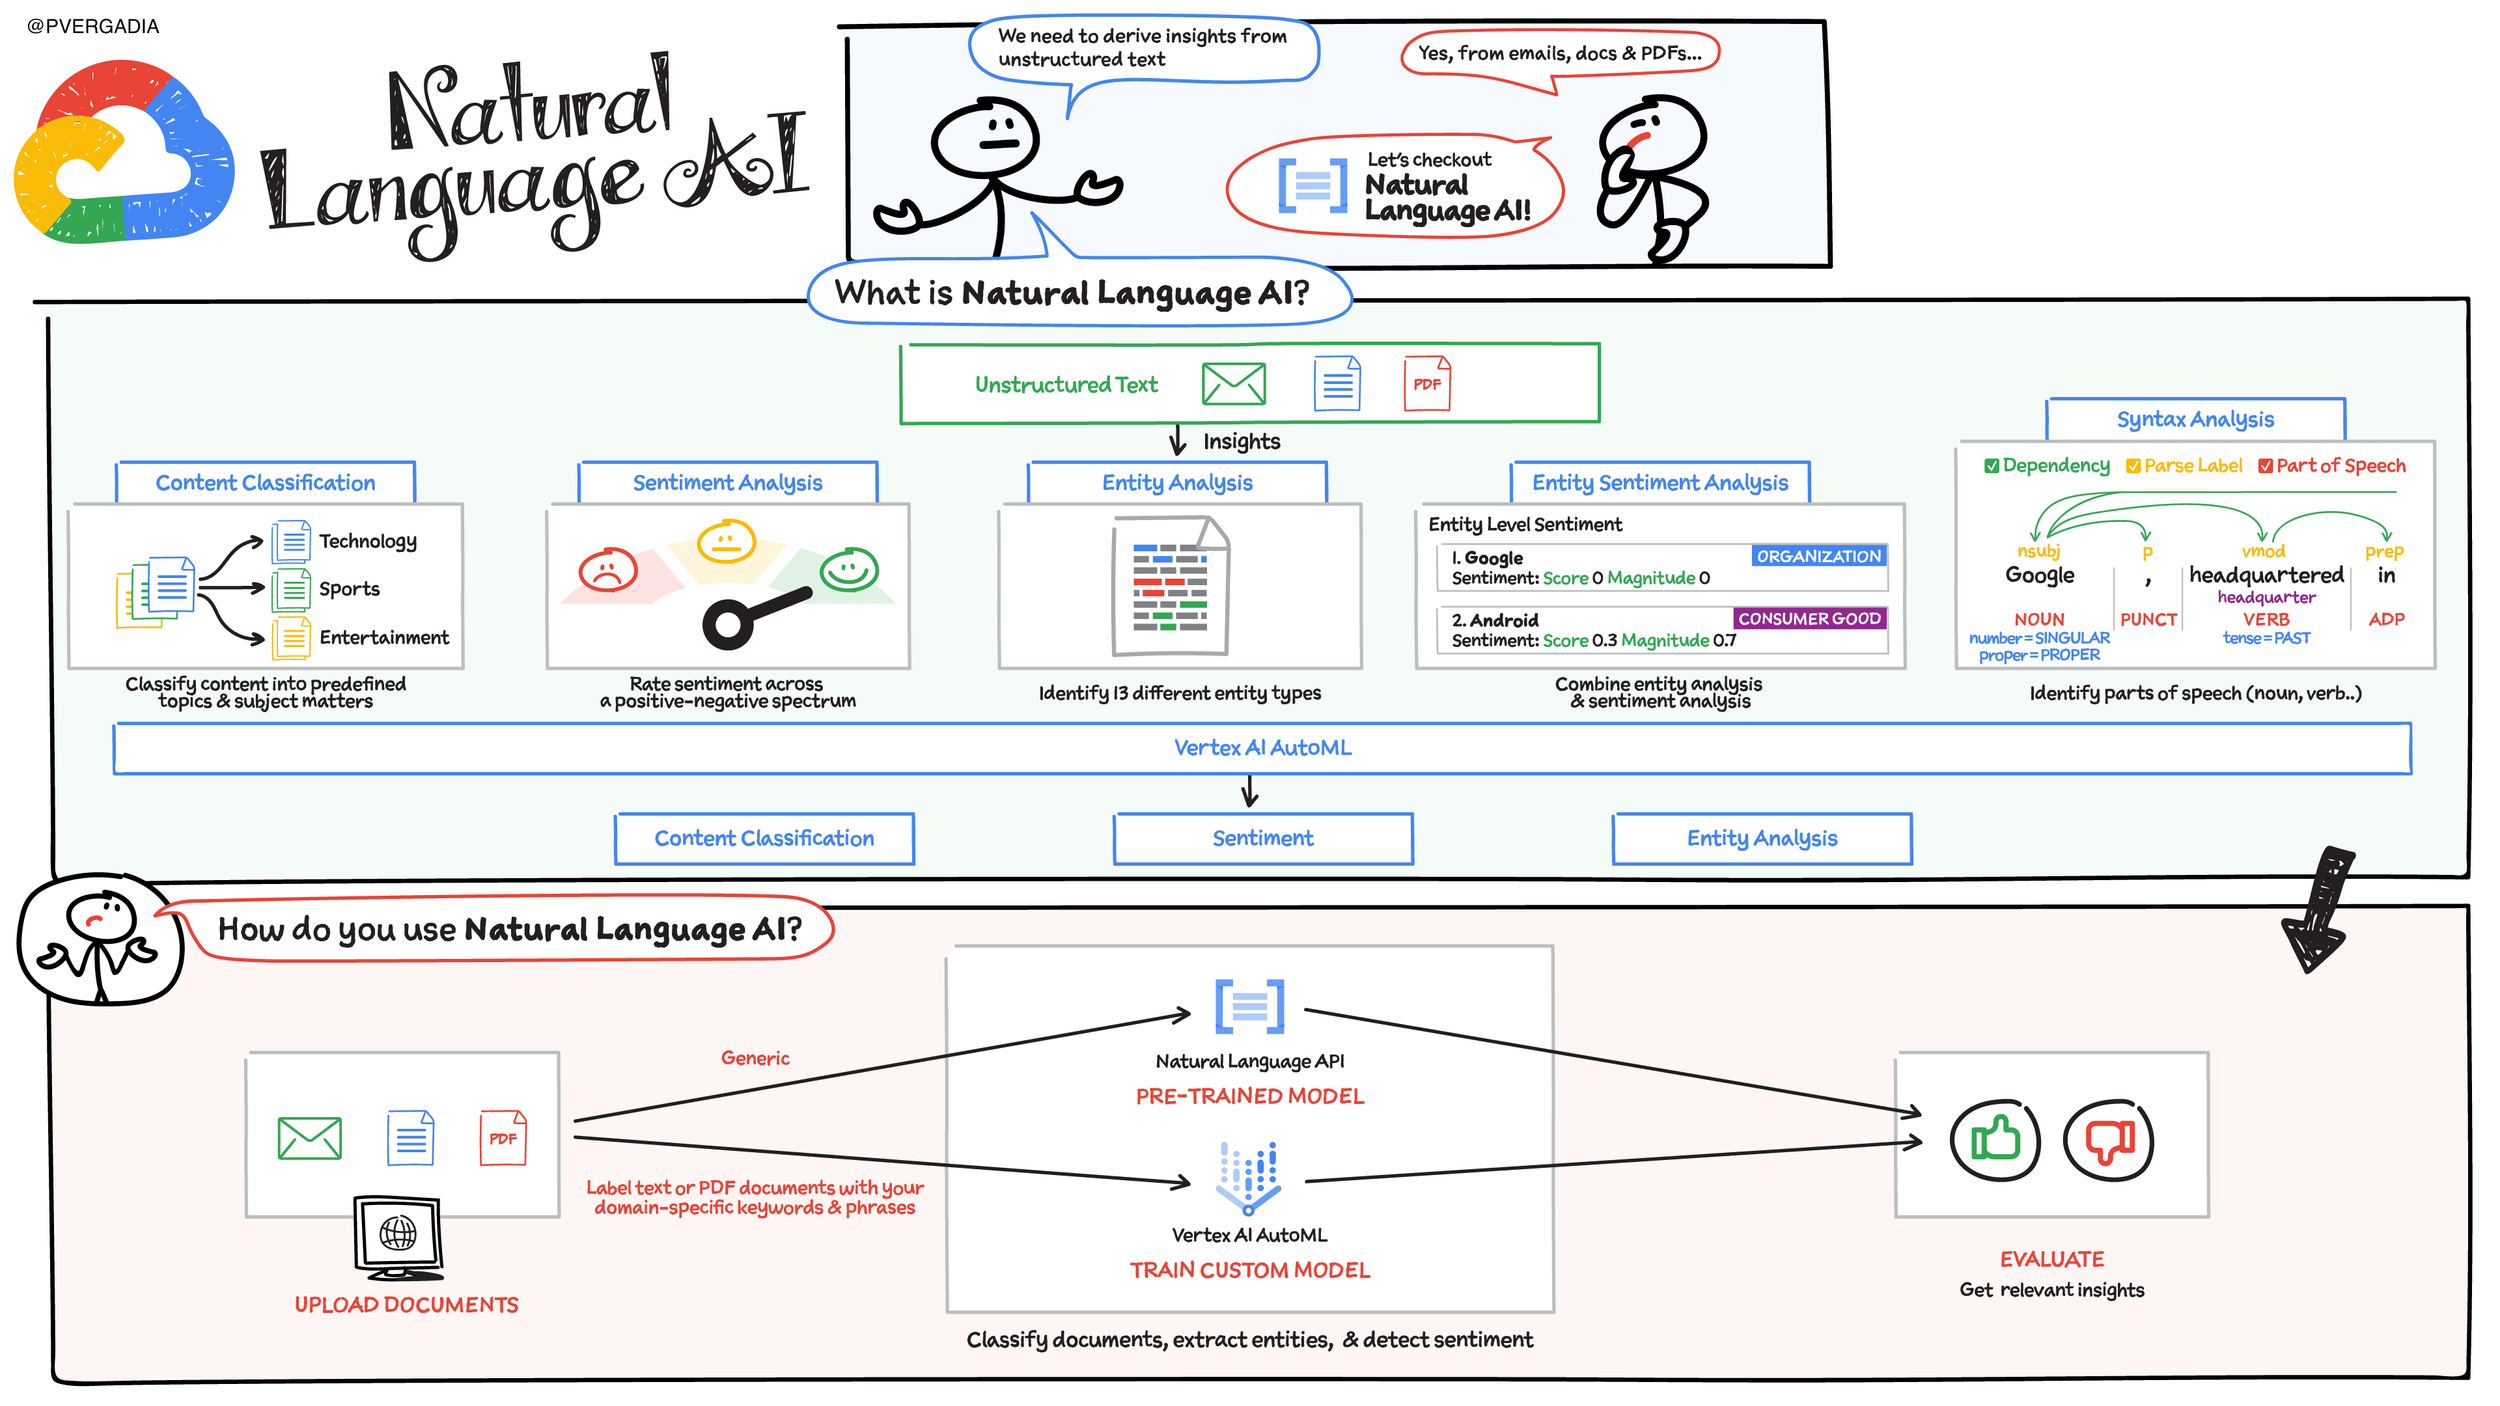 @PVERGADIA
Natural
Language AI
We need to derive insights from
unstructured text
Yes, from emails, docs & PDFs...
Let's checkout
Natural
Language AI!
What is Natural Language AI?
Unstructured Text
PDF
Insights
Content Classification
Technology
Sports
Entertainment
Classify content into predefined
topics & subject matters
Sentiment Analysis
Rate sentiment across
a positive-negative spectrum
Entity Analysis
Identify 13 different entity types
Entity Sentiment Analysis
Entity Level Sentiment
1. Google
ORGANIZATION
Sentiment: Score 0 Magnitude 0
2. Android
CONSUMER GOOD
Sentiment: Score 0.3 Magnitude 0.7
Combine entity analysis
& sentiment analysis
Syntax Analysis
Dependency Parse Label Part of Speech
nsubj p vmod prep
Google , headquartered in
headquarter
NOUN PUNCT VERB ADP
number=SINGULAR tense=PAST
proper=PROPER
Identify parts of speech (noun, verb..)
Vertex AI AutoML
Content Classification
Sentiment
Entity Analysis
How do you use Natural Language AI?
PDF
UPLOAD DOCUMENTS
Generic
Label text or PDF documents with your
domain-specific keywords & phrases
Natural Language API
PRE-TRAINED MODEL
Vertex AI AutoML
TRAIN CUSTOM MODEL
Classify documents, extract entities, & detect sentiment
EVALUATE
Get relevant insights